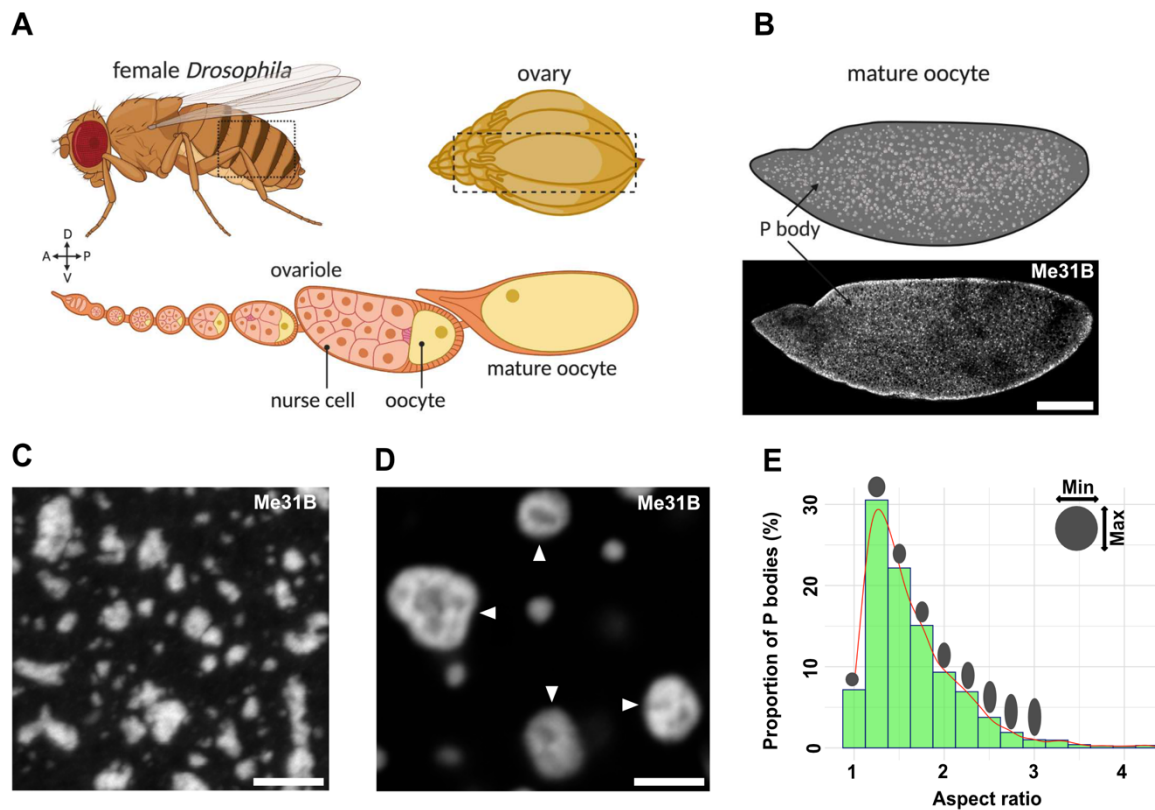 A
female Drosophila
ovary
D
A
P
V
ovariole
nurse cell
oocyte
mature oocyte
B
mature oocyte
P body
Me31B
C
Me31B
D
Me31B
E
Min
Max
Proportion of P bodies (%)
30
20
10
0
1
2
3
4
Aspect ratio